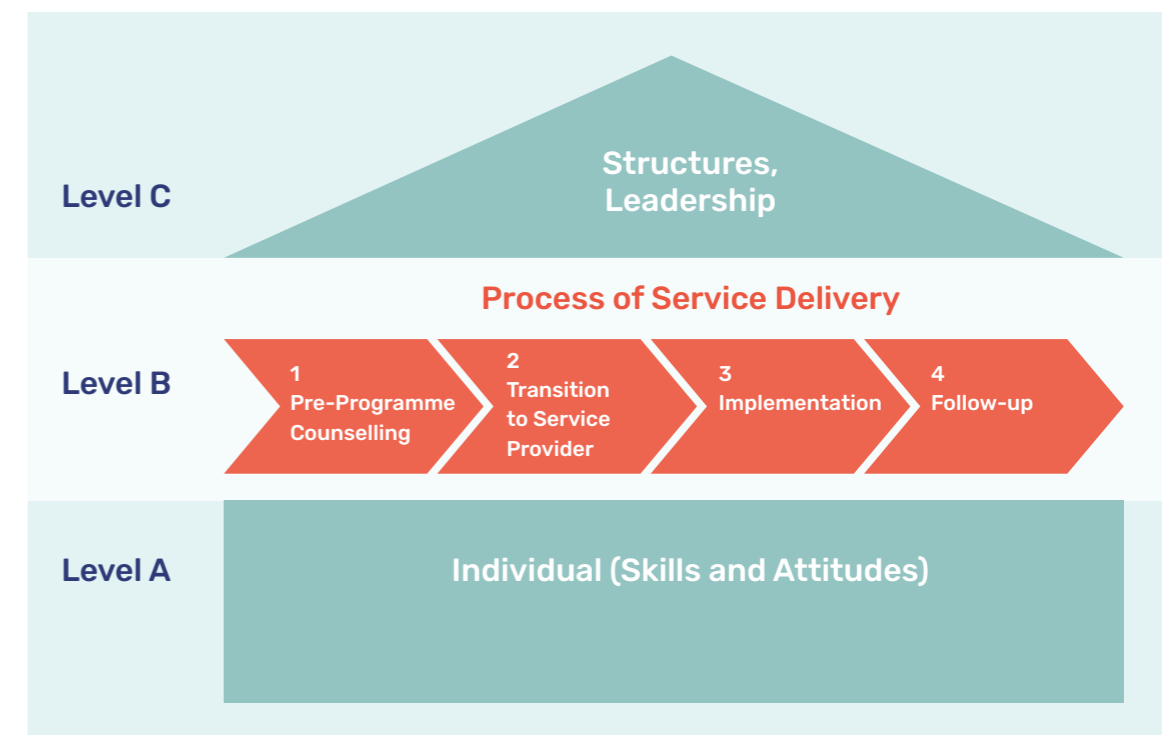 Level C
Structures,
Leadership
Process of Service Delivery
Level B
1
Pre-Programme
Counselling
2
Transition
to Service
Provider
3
Implementation
4
Follow-up
Level A
Individual (Skills and Attitudes)